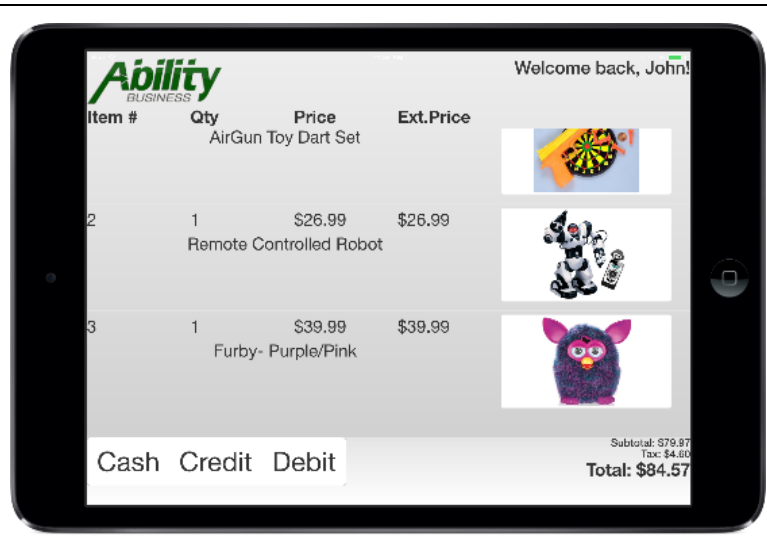 Ability
BUSINESS
Welcome back, John!
Item # Qty Price Ext.Price
AirGun Toy Dart Set
2 1 $26.99 $26.99
Remote Controlled Robot
3 1 $39.99 $39.99
Furby- Purple/Pink
Cash Credit Debit
Subtotal: $79.97
Tax: $4.60
Total: $84.57